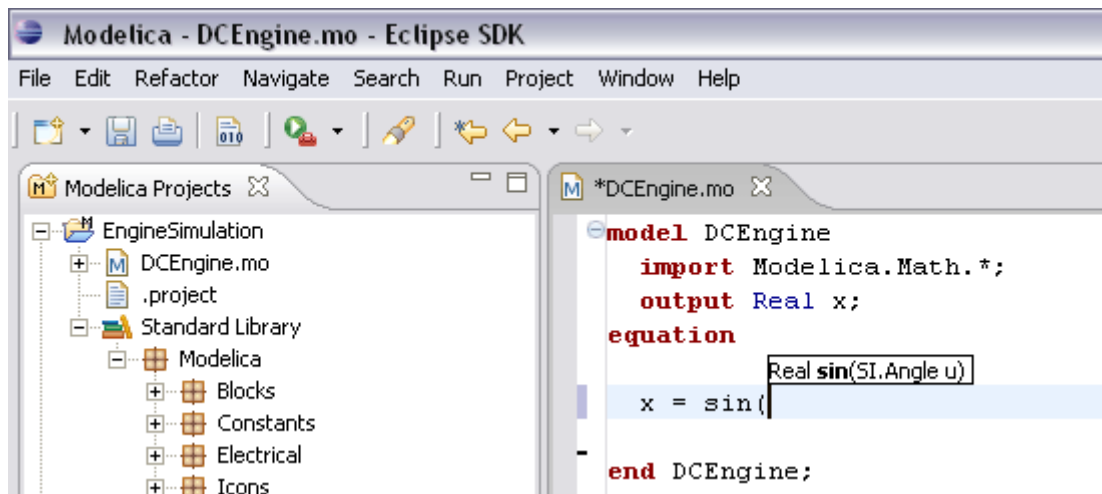 Modelica - DCEngine.mo - Eclipse SDK
File Edit Refactor Navigate Search Run Project Window Help
010
Modelica Projects
EngineSimulation
DCEngine.mo
.project
Standard Library
Modelica
Blocks
Constants
Electrical
Icons
*DCEngine.mo
model DCEngine
import Modelica.Math.*;
output Real x;
equation
Real sin(SI.Angle u)
x = sin(
end DCEngine;